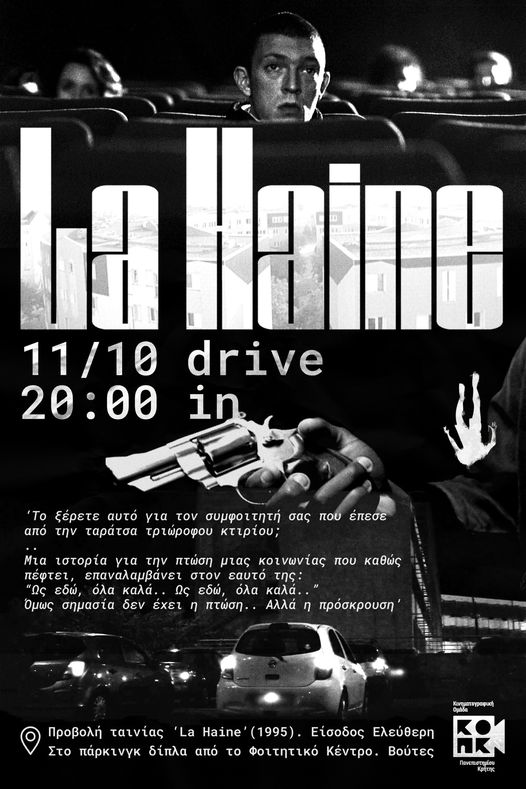 La Haine
11/10 drive
20:00 in
‘Το ξέρετε αυτό για τον συμφοιτητή σας που έπεσε
από την ταράτσα τριώροφου κτιρίου;
..
Μια ιστορία για την πτώση μιας κοινωνίας που καθώς
πέφτει, επαναλαμβάνει στον εαυτό της:
“Ως εδώ, όλα καλά.. Ως εδώ, όλα καλά..”
Όμως σημασία δεν έχει η πτώση.. Αλλά η πρόσκρουση’
Προβολή ταινίας ‘La Haine’(1995). Είσοδος Ελεύθερη
Στο πάρκινγκ δίπλα από το Φοιτητικό Κέντρο. Βούτες
Κινηματογραφική
Ομάδα
ΚΟ
ΠΚ
Πανεπιστημίου
Κρήτης